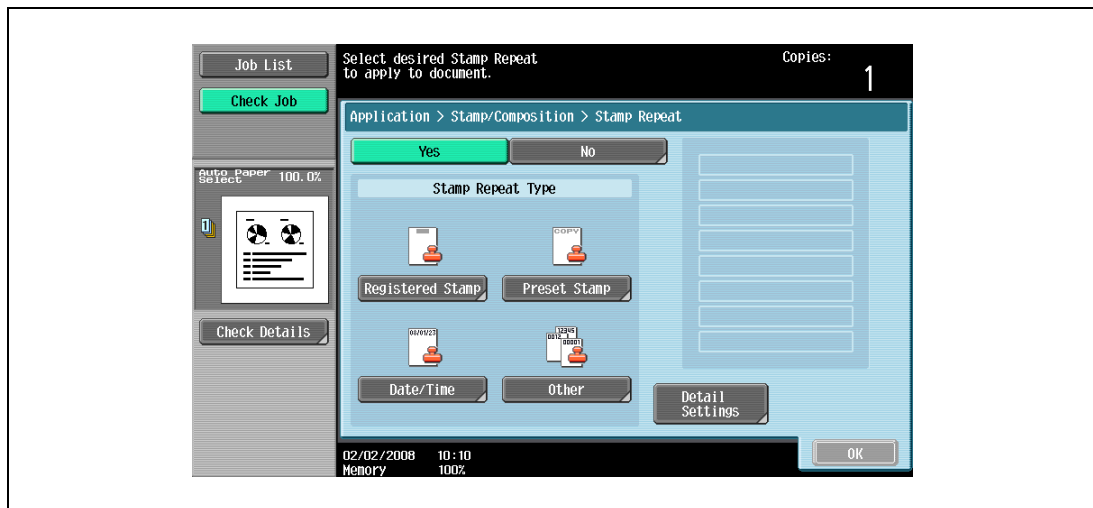 Job List
Check Job
Select desired Stamp Repeat
to apply to document.
Copies:
1
Application > Stamp/Composition > Stamp Repeat
Yes
No
Auto Paper
Select
100.0%
1
Stamp Repeat Type
COPY
Registered Stamp
Preset Stamp
Check Details
Date/Time
Other
Detail
Settings
02/02/2008 10:10
Memory 100%
OK